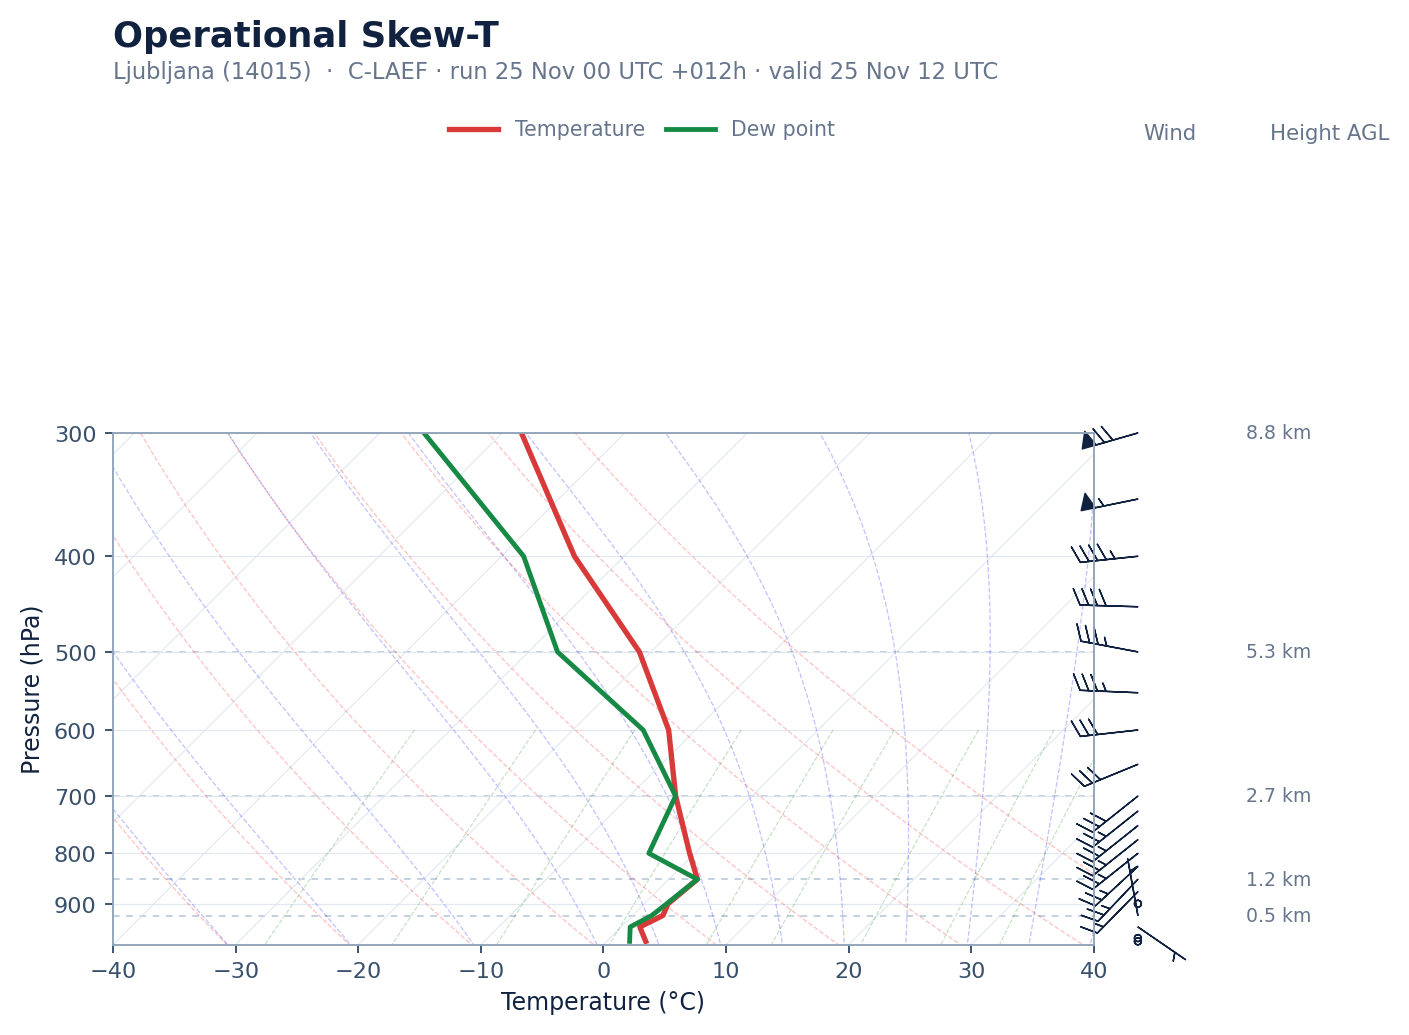 Operational Skew-T
Ljubljana (14015)  ·  C-LAEF · run 25 Nov 00 UTC +012h · valid 25 Nov 12 UTC
Temperature
Dew point
Wind
Height AGL
300
400
500
600
700
800
900
Pressure (hPa)
8.8 km
5.3 km
2.7 km
1.2 km
0.5 km
−40
−30
−20
−10
0
10
20
30
40
Temperature (°C)